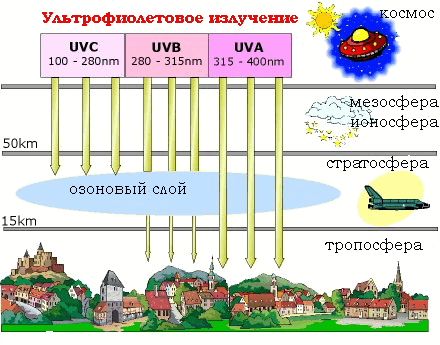 Ультрофиолетовое излучение
космос
UVC
100 - 280nm
UVB
280 - 315nm
UVA
315 - 400nm
мезосфера
ионосфера
50km
стратосфера
озоновый слой
15km
тропосфера